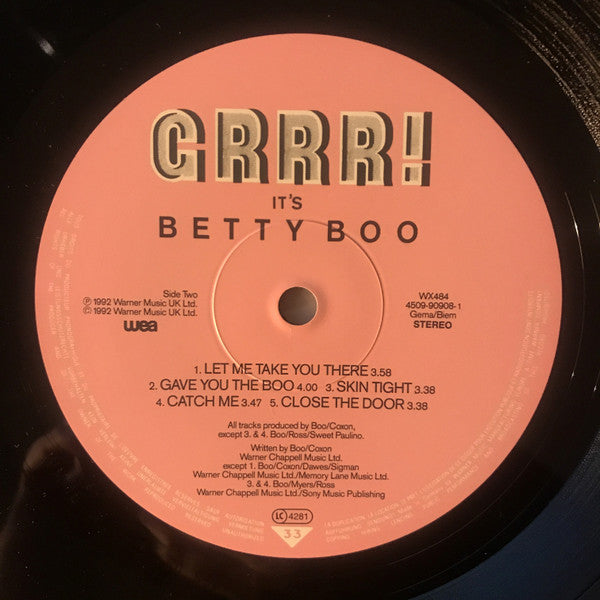 GRRR!
IT'S
BETTY BOO
Side Two
℗ 1992 Warner Music UK Ltd.
© 1992 Warner Music UK Ltd.
wea
WX484
4509-90908-1
Gema/Biem
STEREO
1. LET ME TAKE YOU THERE 3.58
2. GAVE YOU THE BOO 4.00 3. SKIN TIGHT 3.38
4. CATCH ME 3.47 5. CLOSE THE DOOR 3.38
All tracks produced by Boo/Coxon,
except 3. & 4. Boo/Ross/Sweet Paulino.
Written by Boo/Coxon
Warner Chappell Music Ltd.
except 1. Boo/Coxon/Dawes/Sigman
Warner Chappell Music Ltd./Memory Lane Music Ltd.
3. & 4. Boo/Myers/Ross
Warner Chappell Music Ltd./Sony Music Publishing
LC 4281
33